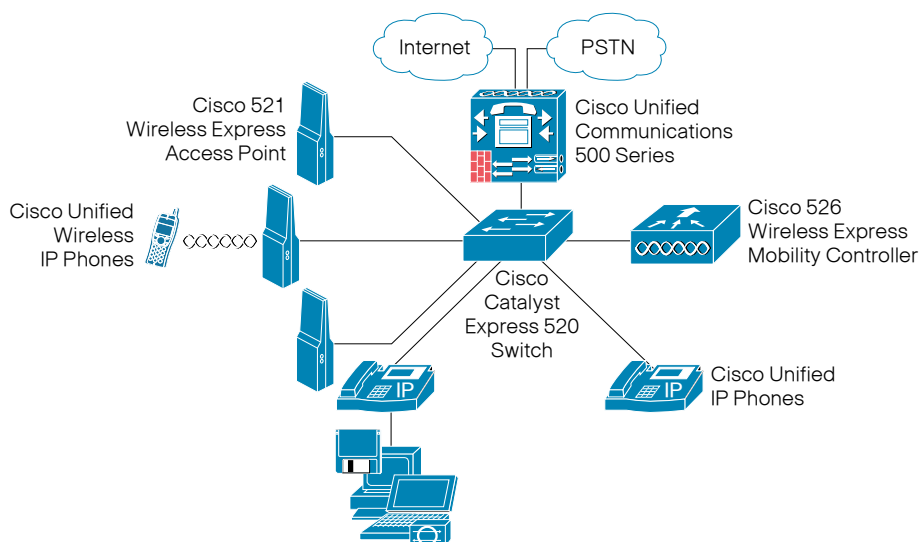 Internet
PSTN
Cisco 521
Wireless Express
Access Point
Cisco Unified
Communications
500 Series
Cisco Unified
Wireless
IP Phones
Cisco 526
Wireless Express
Mobility Controller
Cisco
Catalyst
Express 520
Switch
IP
IP
Cisco Unified
IP Phones